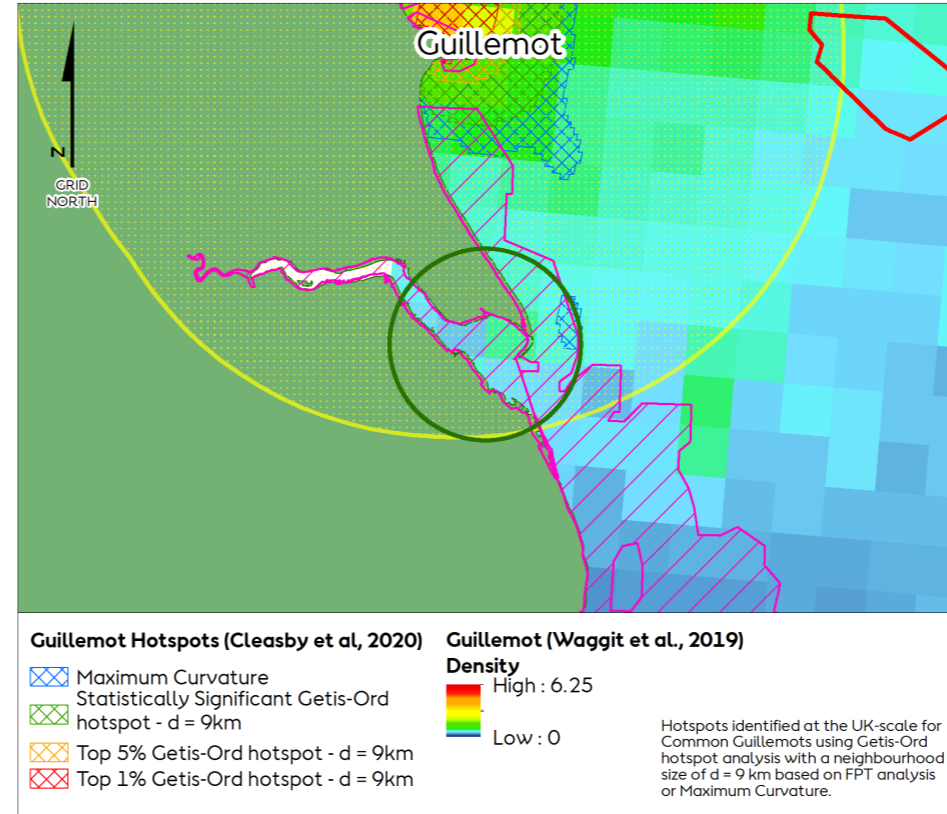 Guillemot
N
GRID
NORTH
Guillemot Hotspots (Cleasby et al, 2020)
Maximum Curvature
Statistically Significant Getis-Ord
hotspot - d = 9km
Top 5% Getis-Ord hotspot - d = 9km
Top 1% Getis-Ord hotspot - d = 9km
Guillemot (Waggit et al., 2019)
Density
High : 6.25
Low : 0
Hotspots identified at the UK-scale for
Common Guillemots using Getis-Ord
hotspot analysis with a neighbourhood
size of d = 9 km based on FPT analysis
or Maximum Curvature.